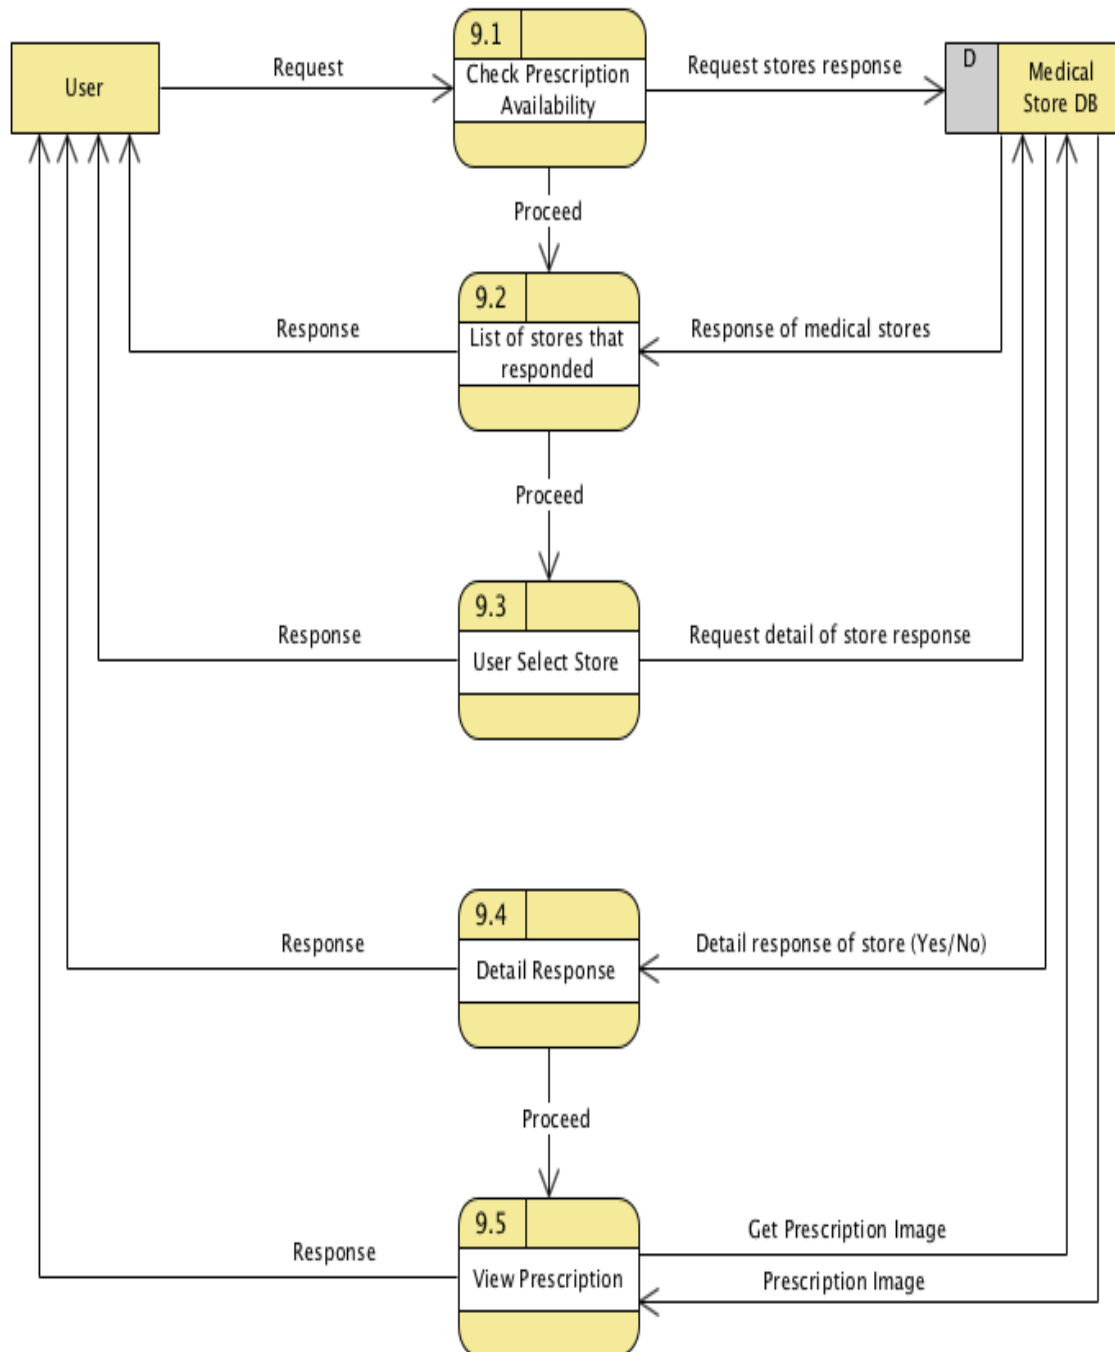 User
Request
9.1
Check Prescription
Availability
Request stores response
D
Medical
Store DB
Proceed
9.2
List of stores that
responded
Response
Response of medical stores
Proceed
9.3
User Select Store
Response
Request detail of store response
9.4
Detail Response
Response
Detail response of store (Yes/No)
Proceed
9.5
View Prescription
Response
Get Prescription Image
Prescription Image